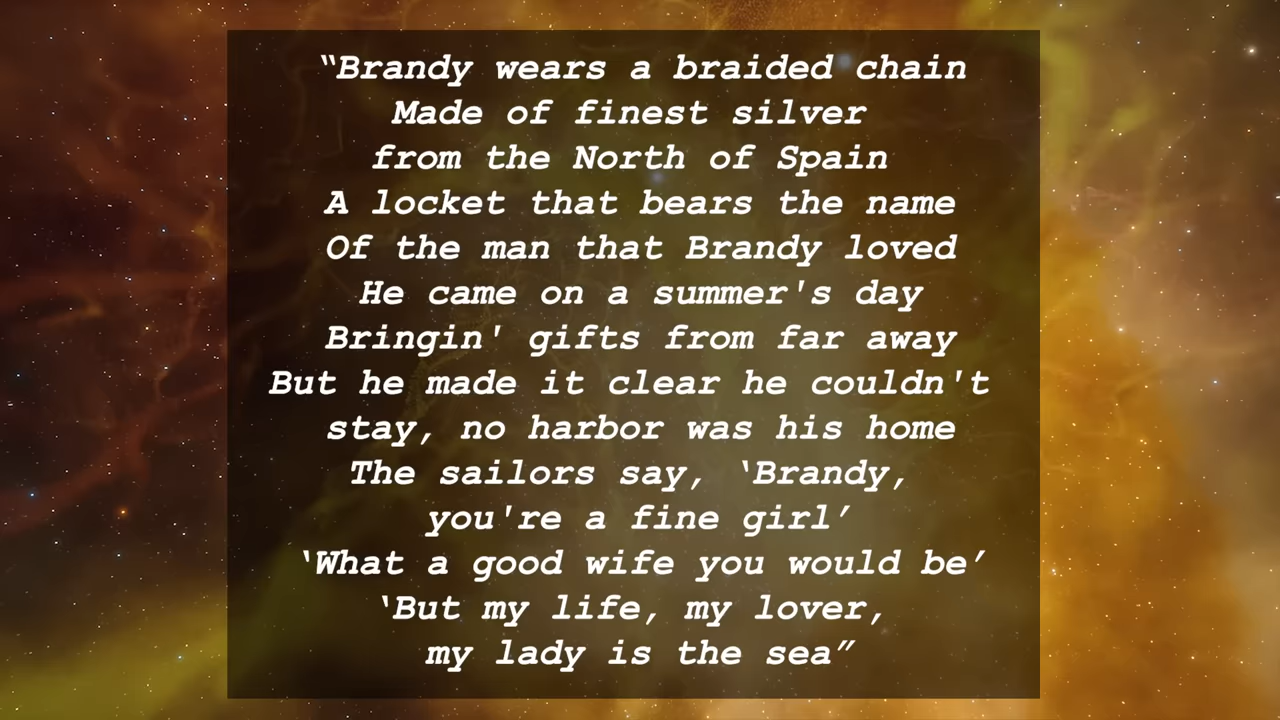 “Brandy wears a braided chain
Made of finest silver
from the North of Spain
A locket that bears the name
Of the man that Brandy loved
He came on a summer's day
Bringin' gifts from far away
But he made it clear he couldn't
stay, no harbor was his home
The sailors say, ‘Brandy,
you're a fine girl’
‘What a good wife you would be’
‘But my life, my lover,
my lady is the sea”